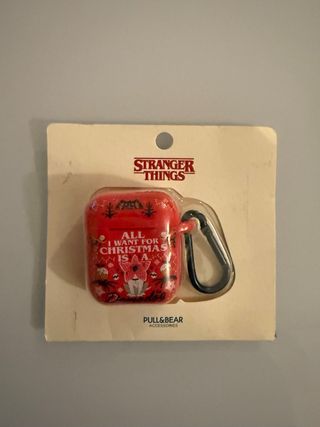 STRANGER
THINGS
ALL
I WANT FOR
CHRISTMAS
IS A
PULL&BEAR
ACCESSORIES